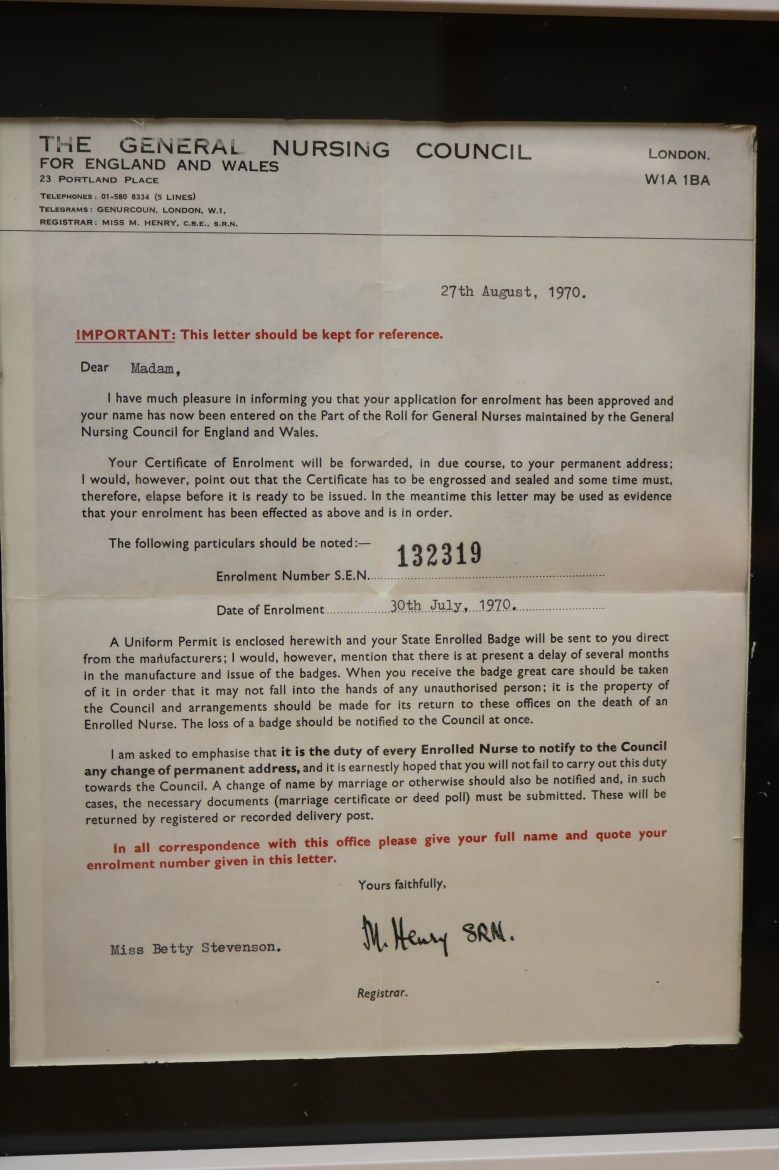 THE GENERAL NURSING COUNCIL
FOR ENGLAND AND WALES
23 PORTLAND PLACE
TELEPHONES: 01-580 8334 (5 LINES)
TELEGRAMS: GENURCOUN, LONDON, W.1.
REGISTRAR: MISS M. HENRY, C.B.E., S.R.N.
LONDON,
W1A 1BA
27th August, 1970.
IMPORTANT: This letter should be kept for reference.
Dear Madam,
I have much pleasure in informing you that your application for enrolment has been approved and
your name has now been entered on the Part of the Roll for General Nurses maintained by the General
Nursing Council for England and Wales.
Your Certificate of Enrolment will be forwarded, in due course, to your permanent address;
I would, however, point out that the Certificate has to be engrossed and sealed and some time must,
therefore, elapse before it is ready to be issued. In the meantime this letter may be used as evidence
that your enrolment has been effected as above and is in order.
The following particulars should be noted:—
Enrolment Number S.E.N. 132319
Date of Enrolment 30th July, 1970.
A Uniform Permit is enclosed herewith and your State Enrolled Badge will be sent to you direct
from the manufacturers; I would, however, mention that there is at present a delay of several months
in the manufacture and issue of the badges. When you receive the badge great care should be taken
of it in order that it may not fall into the hands of any unauthorised person; it is the property of
the Council and arrangements should be made for its return to these offices on the death of an
Enrolled Nurse. The loss of a badge should be notified to the Council at once.
I am asked to emphasise that it is the duty of every Enrolled Nurse to notify to the Council
any change of permanent address, and it is earnestly hoped that you will not fail to carry out this duty
towards the Council. A change of name by marriage or otherwise should also be notified and, in such
cases, the necessary documents (marriage certificate or deed poll) must be submitted. These will be
returned by registered or recorded delivery post.
In all correspondence with this office please give your full name and quote your
enrolment number given in this letter.
Yours faithfully,
M. Henry SRN.
Miss Betty Stevenson.
Registrar.